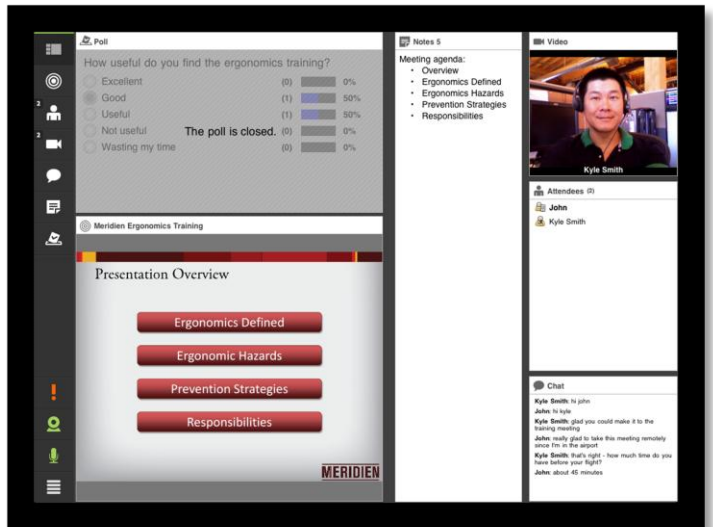 Poll
How useful do you find the ergonomics training?
Excellent (0) 0%
Good (1) 50%
Useful (1) 50%
Not useful (0) 0%
The poll is closed.
Wasting my time (0) 0%
2
2
Meridien Ergonomics Training
Presentation Overview
Ergonomics Defined
Ergonomic Hazards
Prevention Strategies
Responsibilities
MERIDIEN
Notes 5
Meeting agenda:
• Overview
• Ergonomics Defined
• Ergonomics Hazards
• Prevention Strategies
• Responsibilities
Video
Kyle Smith
Attendees (2)
John
Kyle Smith
Chat
Kyle Smith: hi john
John: hi kyle
Kyle Smith: glad you could make it to the
training meeting
John: really glad to take this meeting remotely
since I'm in the airport
Kyle Smith: that's right - how much time do you
have before your flight?
John: about 45 minutes